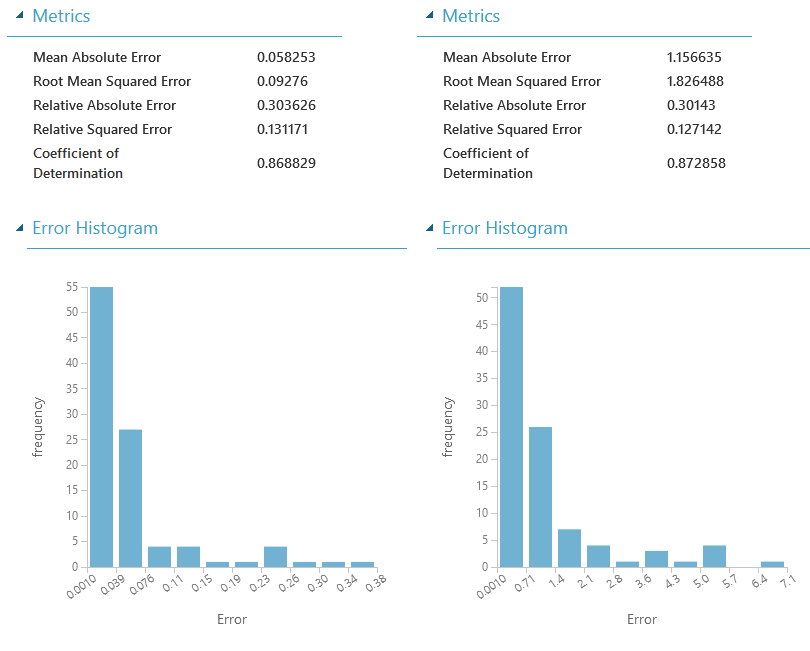 Metrics
Mean Absolute Error 0.058253
Root Mean Squared Error 0.09276
Relative Absolute Error 0.303626
Relative Squared Error 0.131171
Coefficient of
Determination 0.868829
Error Histogram
55
50
45
40
35
30
25
20
15
10
5
0
frequency
0.0010 0.039 0.076 0.11 0.15 0.19 0.23 0.26 0.30 0.34 0.38
Error
Metrics
Mean Absolute Error 1.156635
Root Mean Squared Error 1.826488
Relative Absolute Error 0.30143
Relative Squared Error 0.127142
Coefficient of
Determination 0.872858
Error Histogram
50
45
40
35
30
25
20
15
10
5
0
frequency
0.0010 0.71 1.4 2.1 2.8 3.6 4.3 5.0 5.7 6.4 7.1
Error